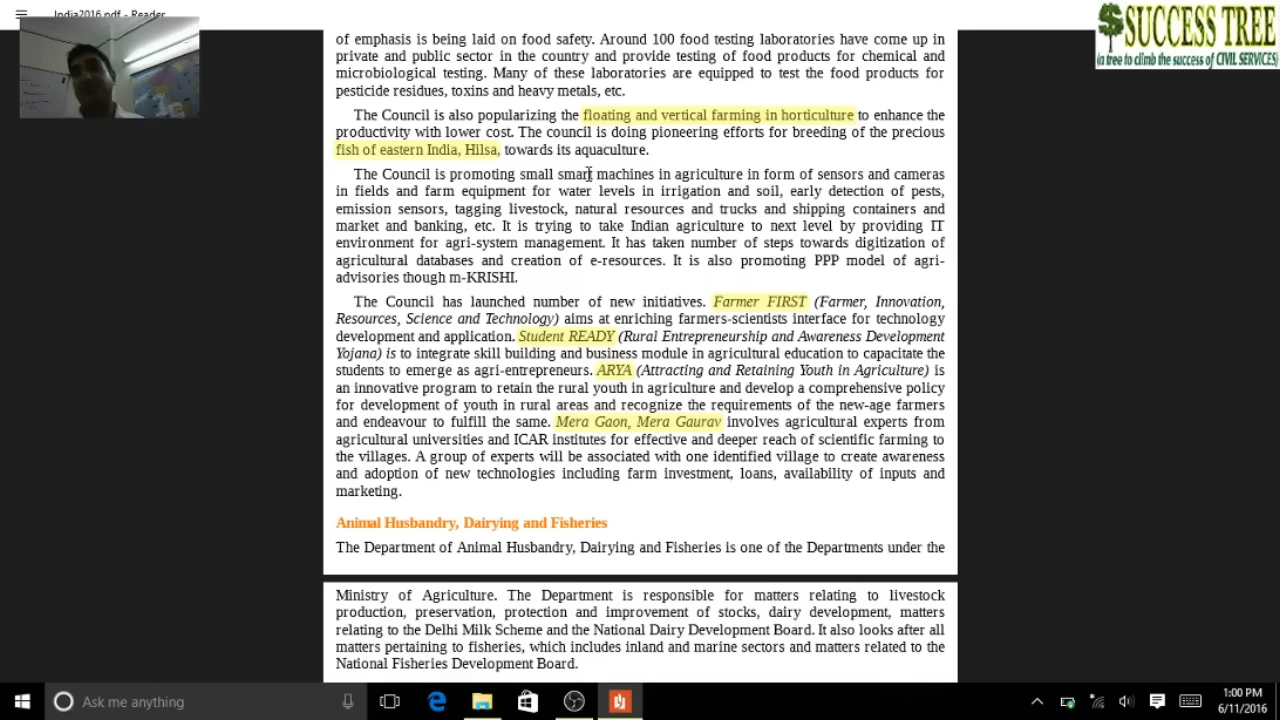 India2016.pdf - Reader
SUCCESS TREE
(a tree to climb the success of CIVIL SERVICES)
of emphasis is being laid on food safety. Around 100 food testing laboratories have come up in
private and public sector in the country and provide testing of food products for chemical and
microbiological testing. Many of these laboratories are equipped to test the food products for
pesticide residues, toxins and heavy metals, etc.
The Council is also popularizing the floating and vertical farming in horticulture to enhance the
productivity with lower cost. The council is doing pioneering efforts for breeding of the precious
fish of eastern India, Hilsa, towards its aquaculture.
The Council is promoting small smart machines in agriculture in form of sensors and cameras
in fields and farm equipment for water levels in irrigation and soil, early detection of pests,
emission sensors, tagging livestock, natural resources and trucks and shipping containers and
market and banking, etc. It is trying to take Indian agriculture to next level by providing IT
environment for agri-system management. It has taken number of steps towards digitization of
agricultural databases and creation of e-resources. It is also promoting PPP model of agri-
advisories though m-KRISHI.
The Council has launched number of new initiatives. Farmer FIRST (Farmer, Innovation,
Resources, Science and Technology) aims at enriching farmers-scientists interface for technology
development and application. Student READY (Rural Entrepreneurship and Awareness Development
Yojana) is to integrate skill building and business module in agricultural education to capacitate the
students to emerge as agri-entrepreneurs. ARYA (Attracting and Retaining Youth in Agriculture) is
an innovative program to retain the rural youth in agriculture and develop a comprehensive policy
for development of youth in rural areas and recognize the requirements of the new-age farmers
and endeavour to fulfill the same. Mera Gaon, Mera Gaurav involves agricultural experts from
agricultural universities and ICAR institutes for effective and deeper reach of scientific farming to
the villages. A group of experts will be associated with one identified village to create awareness
and adoption of new technologies including farm investment, loans, availability of inputs and
marketing.
Animal Husbandry, Dairying and Fisheries
The Department of Animal Husbandry, Dairying and Fisheries is one of the Departments under the
Ministry of Agriculture. The Department is responsible for matters relating to livestock
production, preservation, protection and improvement of stocks, dairy development, matters
relating to the Delhi Milk Scheme and the National Dairy Development Board. It also looks after all
matters pertaining to fisheries, which includes inland and marine sectors and matters related to the
National Fisheries Development Board.
Ask me anything
1:00 PM
6/11/2016